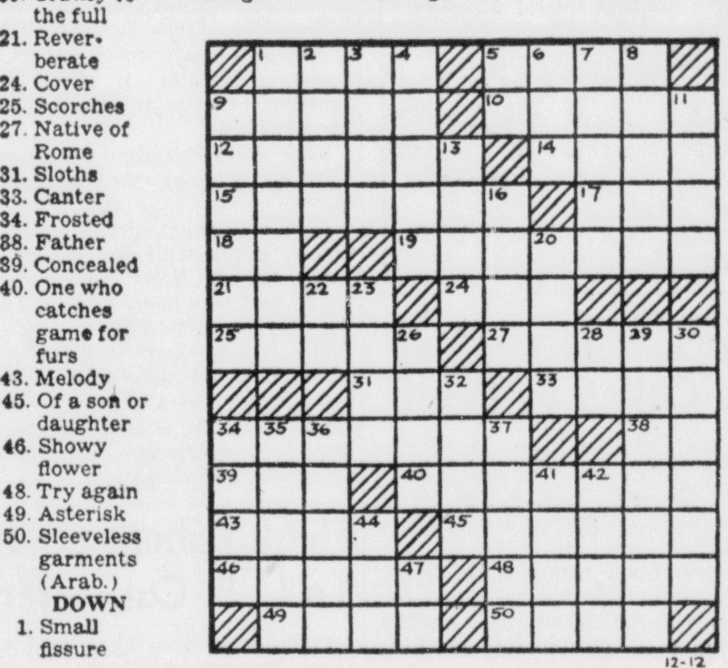 the full
21. Rever-
berate
24. Cover
25. Scorches
27. Native of
Rome
31. Sloths
33. Canter
34. Frosted
38. Father
39. Concealed
40. One who
catches
game for
furs
43. Melody
45. Of a son or
daughter
46. Showy
flower
48. Try again
49. Asterisk
50. Sleeveless
garments
(Arab.)
DOWN
1. Small
fissure
1 2 3 4 5 6 7 8
9 10 11
12 13 14
15 16 17
18 19 20
21 22 23 24
25 26 27 28 29 30
31 32 33
34 35 36 37 38
39 40 41 42
43 44 45
46 47 48
49 50
12-12